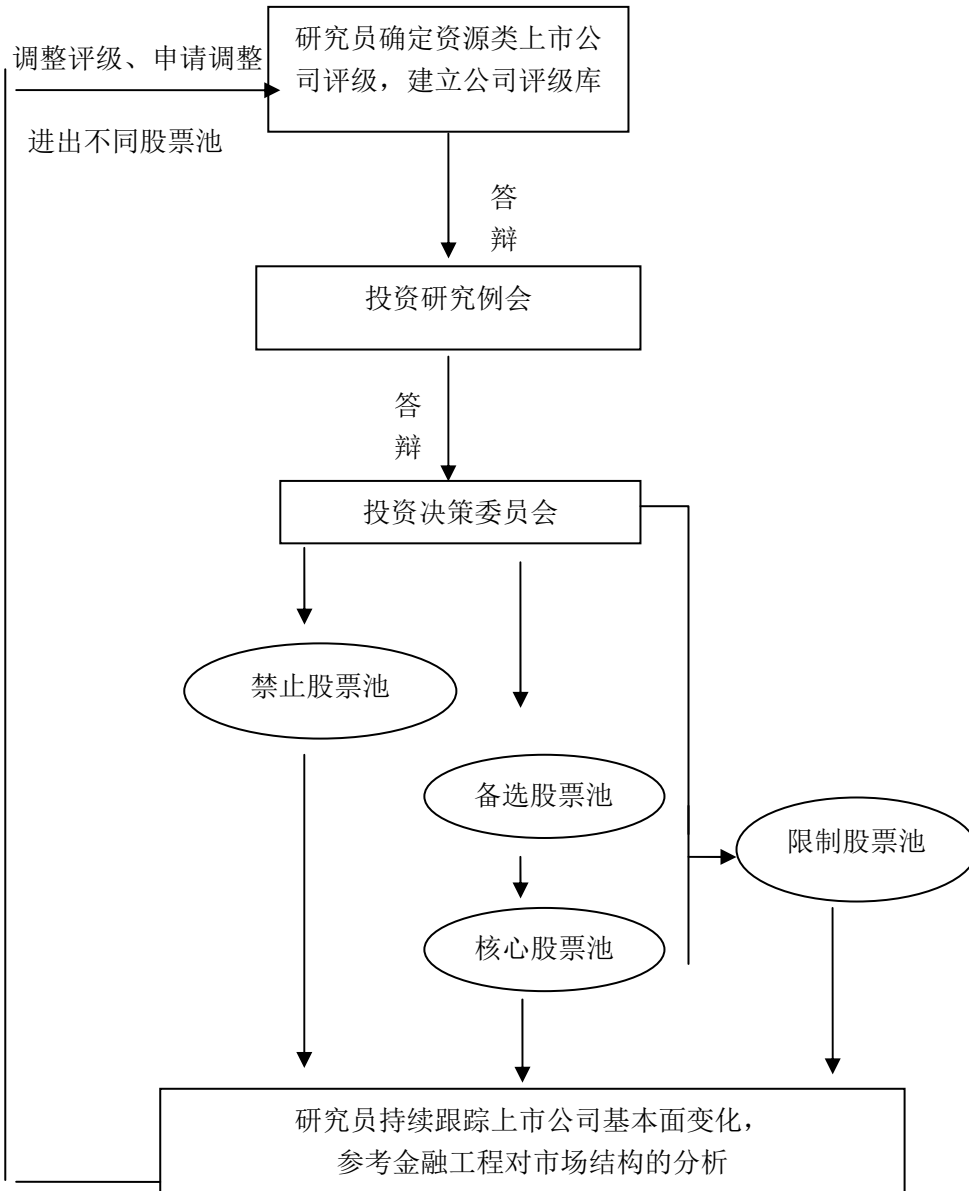 调整评级、申请调整
进出不同股票池
研究员确定资源类上市公
司评级，建立公司评级库
答
辩
投资研究例会
答
辩
投资决策委员会
禁止股票池
备选股票池
限制股票池
核心股票池
研究员持续跟踪上市公司基本面变化，
参考金融工程对市场结构的分析